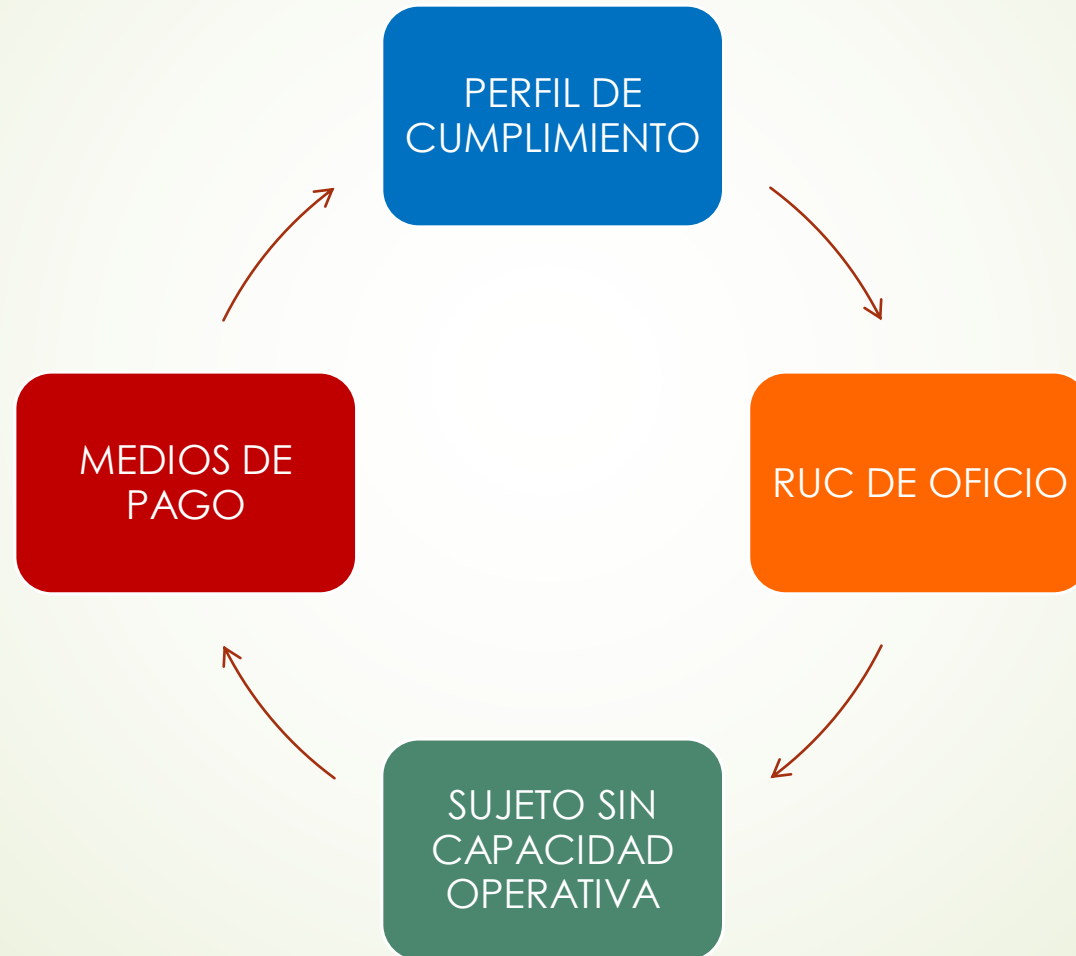 PERFIL DE
CUMPLIMIENTO
RUC DE OFICIO
SUJETO SIN
CAPACIDAD
OPERATIVA
MEDIOS DE
PAGO